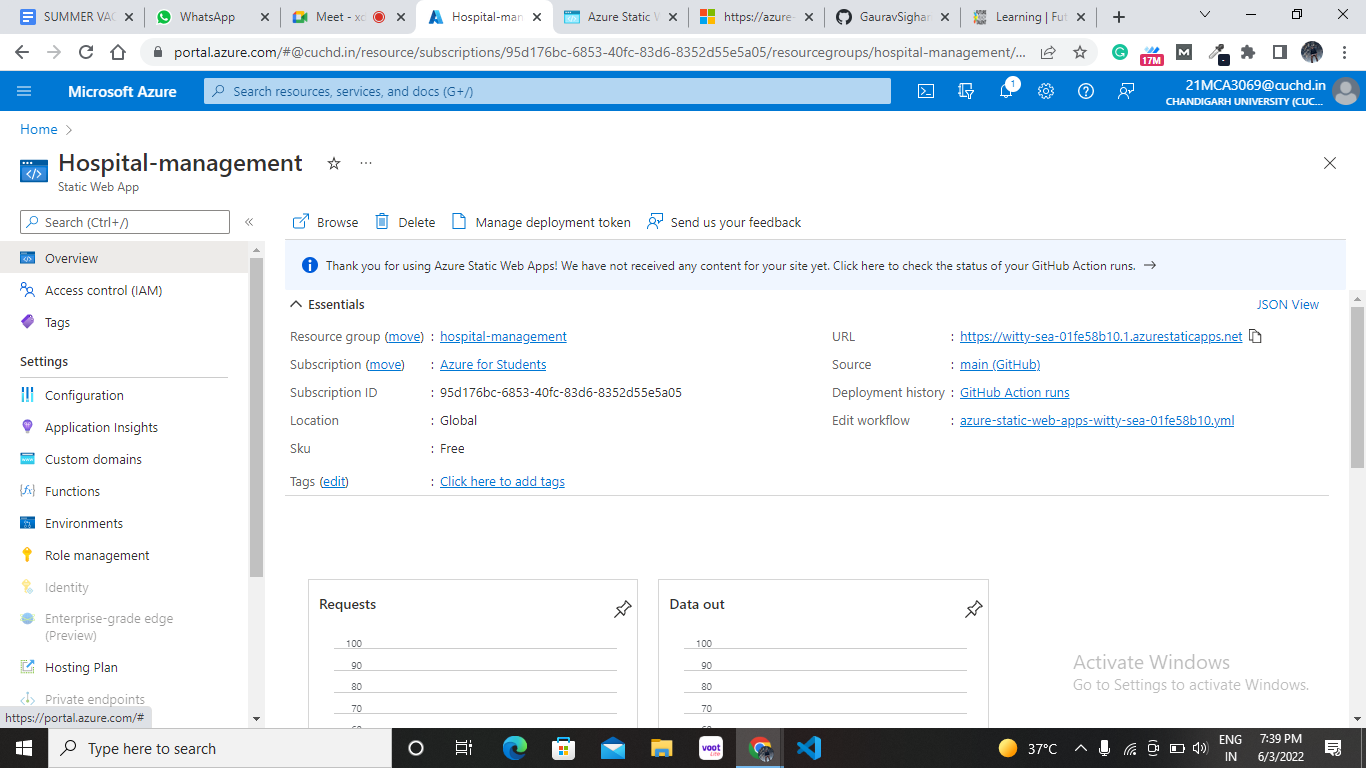 SUMMER VAC
WhatsApp
Meet - xd
Hospital-man
Azure Static W
https://azure-
GauravSighar
Learning | Fut
portal.azure.com/#@cuchd.in/resource/subscriptions/95d176bc-6853-40fc-83d6-8352d55e5a05/resourcegroups/hospital-management/...
17M
Microsoft Azure
Search resources, services, and docs (G+/)
1
21MCA3069@cuchd.in
CHANDIGARH UNIVERSITY (CUC...
Home
Hospital-management
Static Web App
Search (Ctrl+/)
Browse
Delete
Manage deployment token
Send us your feedback
Overview
Access control (IAM)
Tags
Settings
Configuration
Application Insights
Custom domains
Functions
Environments
Role management
Identity
Enterprise-grade edge
(Preview)
Hosting Plan
Private endpoints
https://portal.azure.com/#
Thank you for using Azure Static Web Apps! We have not received any content for your site yet. Click here to check the status of your GitHub Action runs.
Essentials
JSON View
Resource group (move) : hospital-management
Subscription (move) : Azure for Students
Subscription ID : 95d176bc-6853-40fc-83d6-8352d55e5a05
Location : Global
Sku : Free
Tags (edit) : Click here to add tags
URL : https://witty-sea-01fe58b10.1.azurestaticapps.net
Source : main (GitHub)
Deployment history : GitHub Action runs
Edit workflow : azure-static-web-apps-witty-sea-01fe58b10.yml
Requests
100
90
80
70
Data out
100
90
80
70
Activate Windows
Go to Settings to activate Windows.
Type here to search
voot
37°C
ENG
IN
7:39 PM
6/3/2022